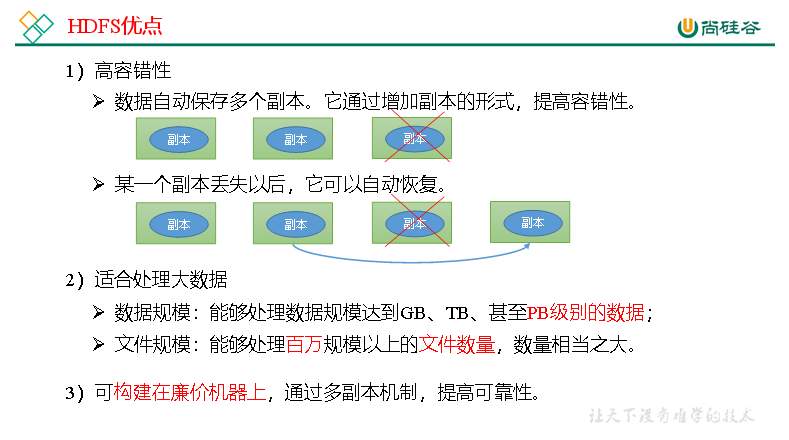 HDFS优点
尚硅谷
1）高容错性
➢ 数据自动保存多个副本。它通过增加副本的形式，提高容错性。
副本 副本 副本
➢ 某一个副本丢失以后，它可以自动恢复。
副本 副本 副本 副本
2）适合处理大数据
➢ 数据规模：能够处理数据规模达到GB、TB、甚至PB级别的数据；
➢ 文件规模：能够处理百万规模以上的文件数量，数量相当之大。
3）可构建在廉价机器上，通过多副本机制，提高可靠性。
让天下没有难学的技术